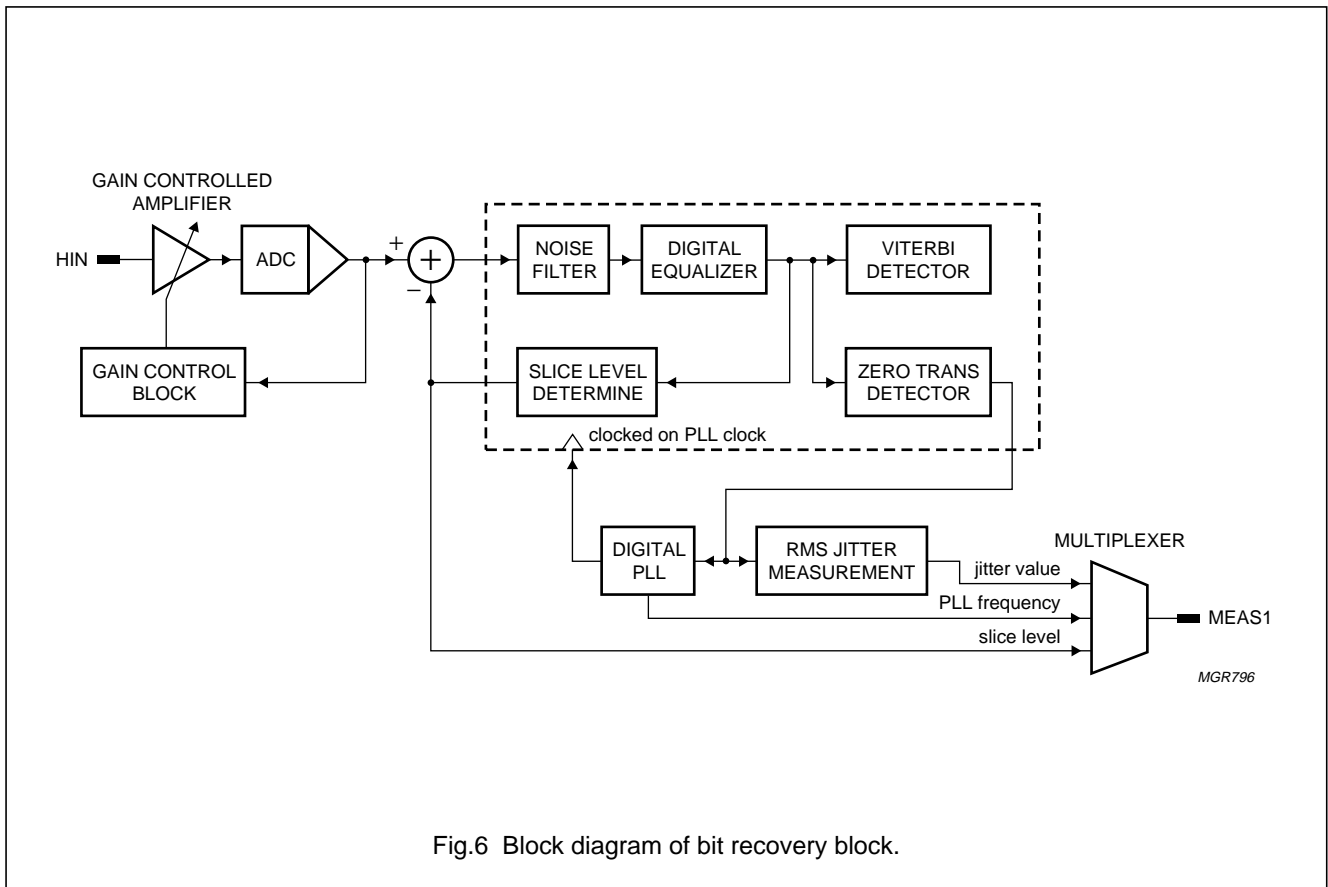 GAIN CONTROLLED
AMPLIFIER
HIN
ADC
+
+
−
NOISE
FILTER
DIGITAL
EQUALIZER
VITERBI
DETECTOR
GAIN CONTROL
BLOCK
SLICE LEVEL
DETERMINE
ZERO TRANS
DETECTOR
clocked on PLL clock
DIGITAL
PLL
RMS JITTER
MEASUREMENT
MULTIPLEXER
jitter value
PLL frequency
slice level
MEAS1
MGR796
Fig.6 Block diagram of bit recovery block.